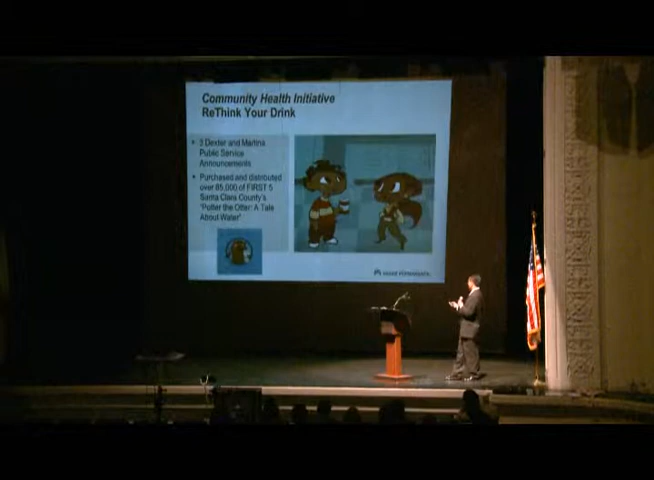 Community Health Initiative
ReThink Your Drink
• 3 Dexter and Martina
Public Service
Announcements
• Purchased and distributed
over 85,000 of FIRST 5
Santa Clara County's
"Potter the Otter: A Tale
About Water"